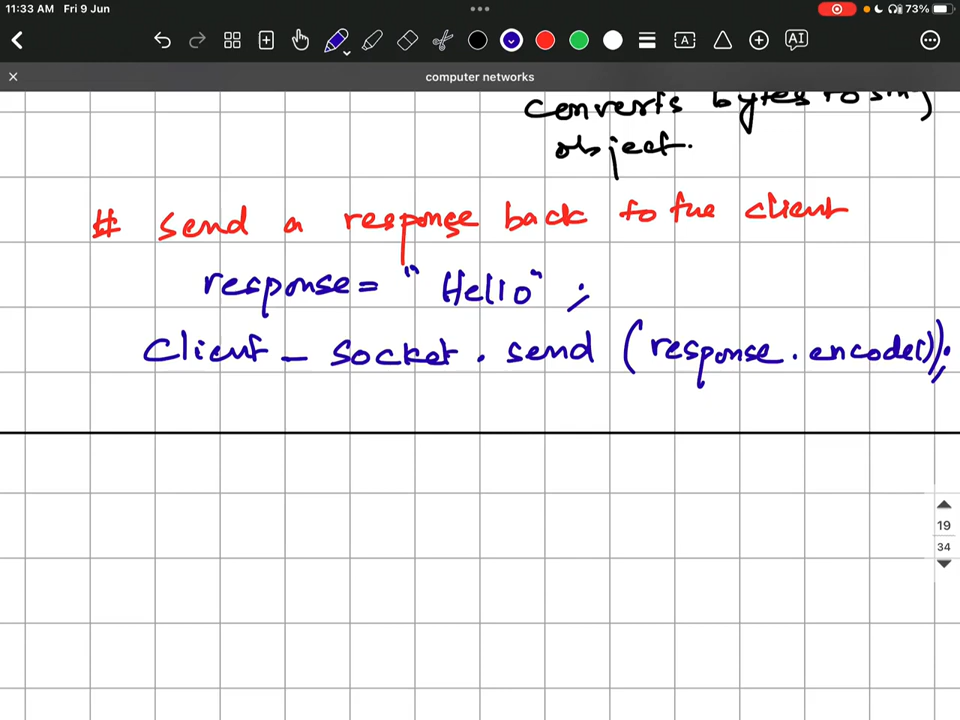 11:33 AM Fri 9 Jun
73%
A
AI
computer networks
converts bytes to
object.
# send a response back to the client
response = "Hello" ;
Client - socket . send (response . encode());
19
34